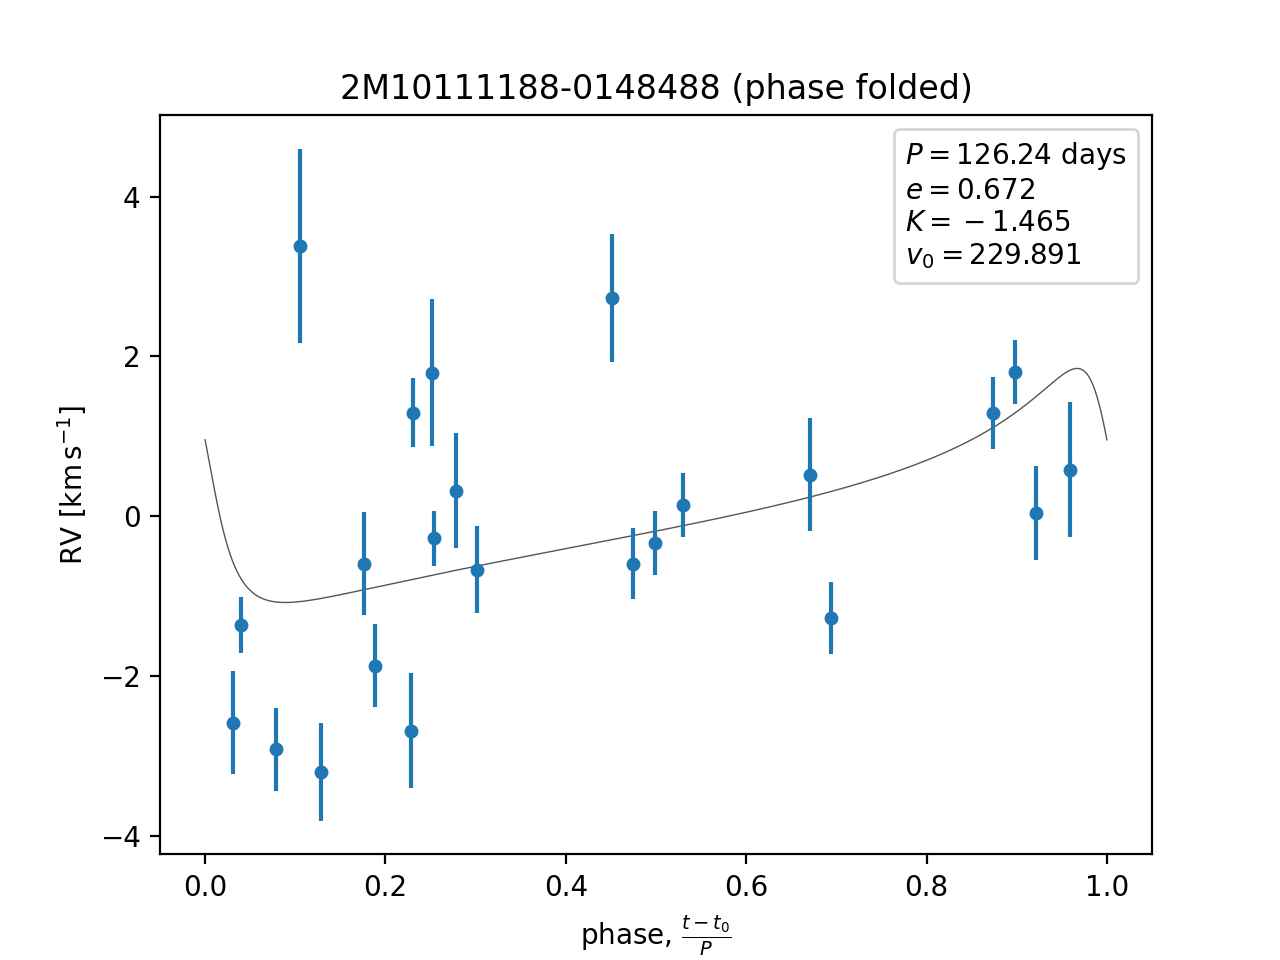 2M10111188-0148488 (phase folded)
P = 126.24 days
e = 0.672
K = −1.465
v₀ = 229.891
4
2
0
−2
−4
RV [km s⁻¹]
0.0 0.2 0.4 0.6 0.8 1.0
phase, (t − t₀)/P